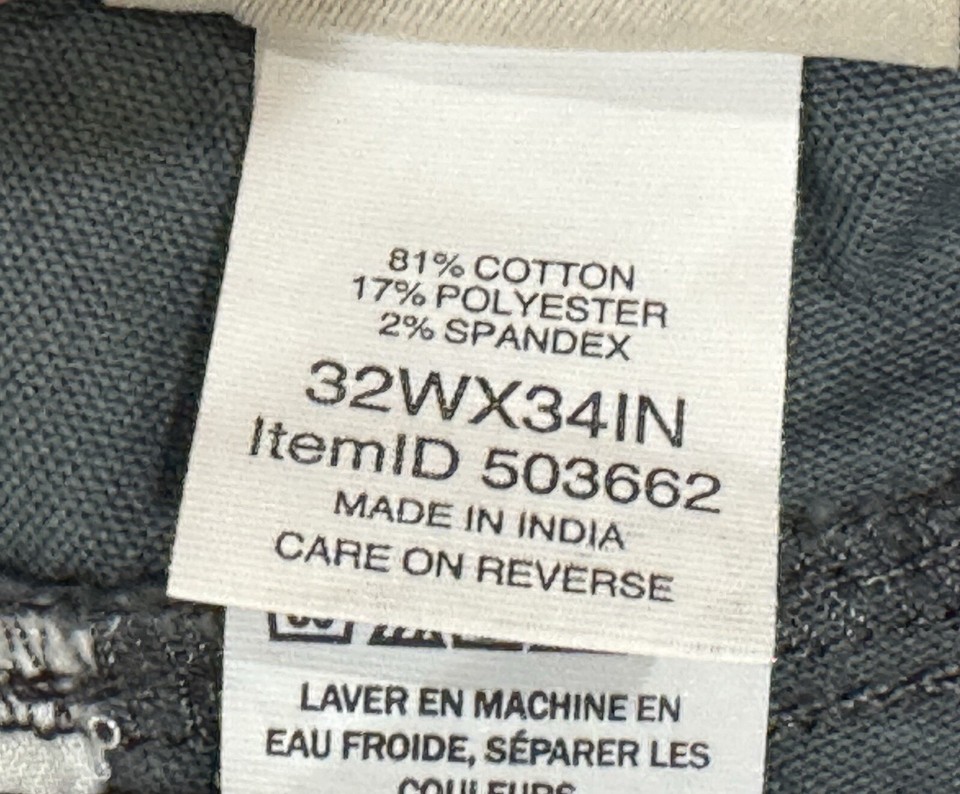 81% COTTON
17% POLYESTER
2% SPANDEX
32WX34IN
ItemID 503662
MADE IN INDIA
CARE ON REVERSE
LAVER EN MACHINE EN
EAU FROIDE, SÉPARER LES
COULEURS